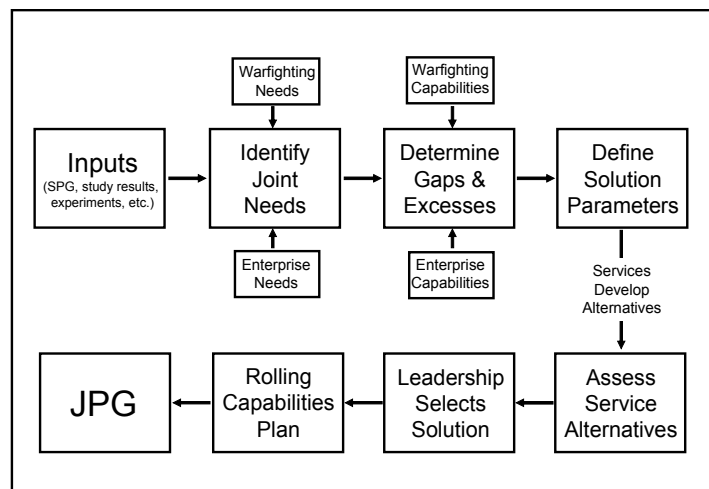 Warfighting
Needs
Warfighting
Capabilities
Inputs
(SPG, study results,
experiments, etc.)
Identify
Joint
Needs
Determine
Gaps &
Excesses
Define
Solution
Parameters
Enterprise
Needs
Enterprise
Capabilities
Services
Develop
Alternatives
JPG
Rolling
Capabilities
Plan
Leadership
Selects
Solution
Assess
Service
Alternatives